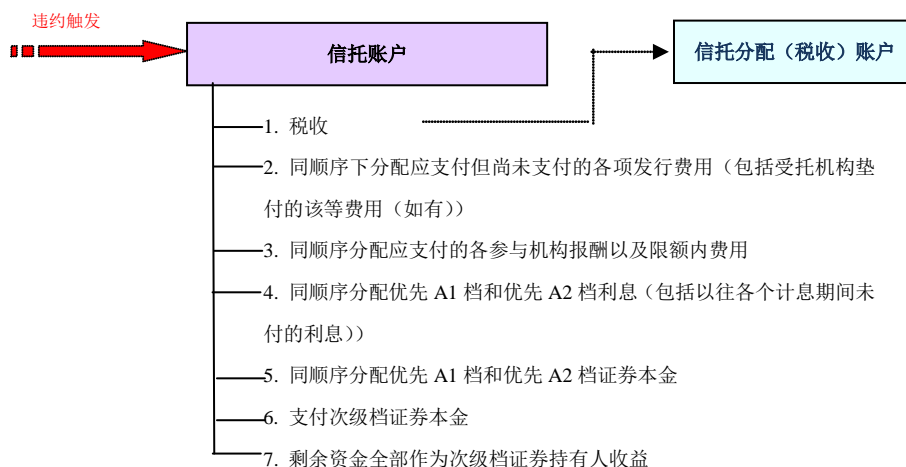 违约触发
信托账户
信托分配（税收）账户
1. 税收
2. 同顺序下分配应支付但尚未支付的各项发行费用（包括受托机构垫
付的该等费用（如有））
3. 同顺序分配应支付的各参与机构报酬以及限额内费用
4. 同顺序分配优先 A1 档和优先 A2 档利息（包括以往各个计息期间未
付的利息））
5. 同顺序分配优先 A1 档和优先 A2 档证券本金
6. 支付次级档证券本金
7. 剩余资金全部作为次级档证券持有人收益